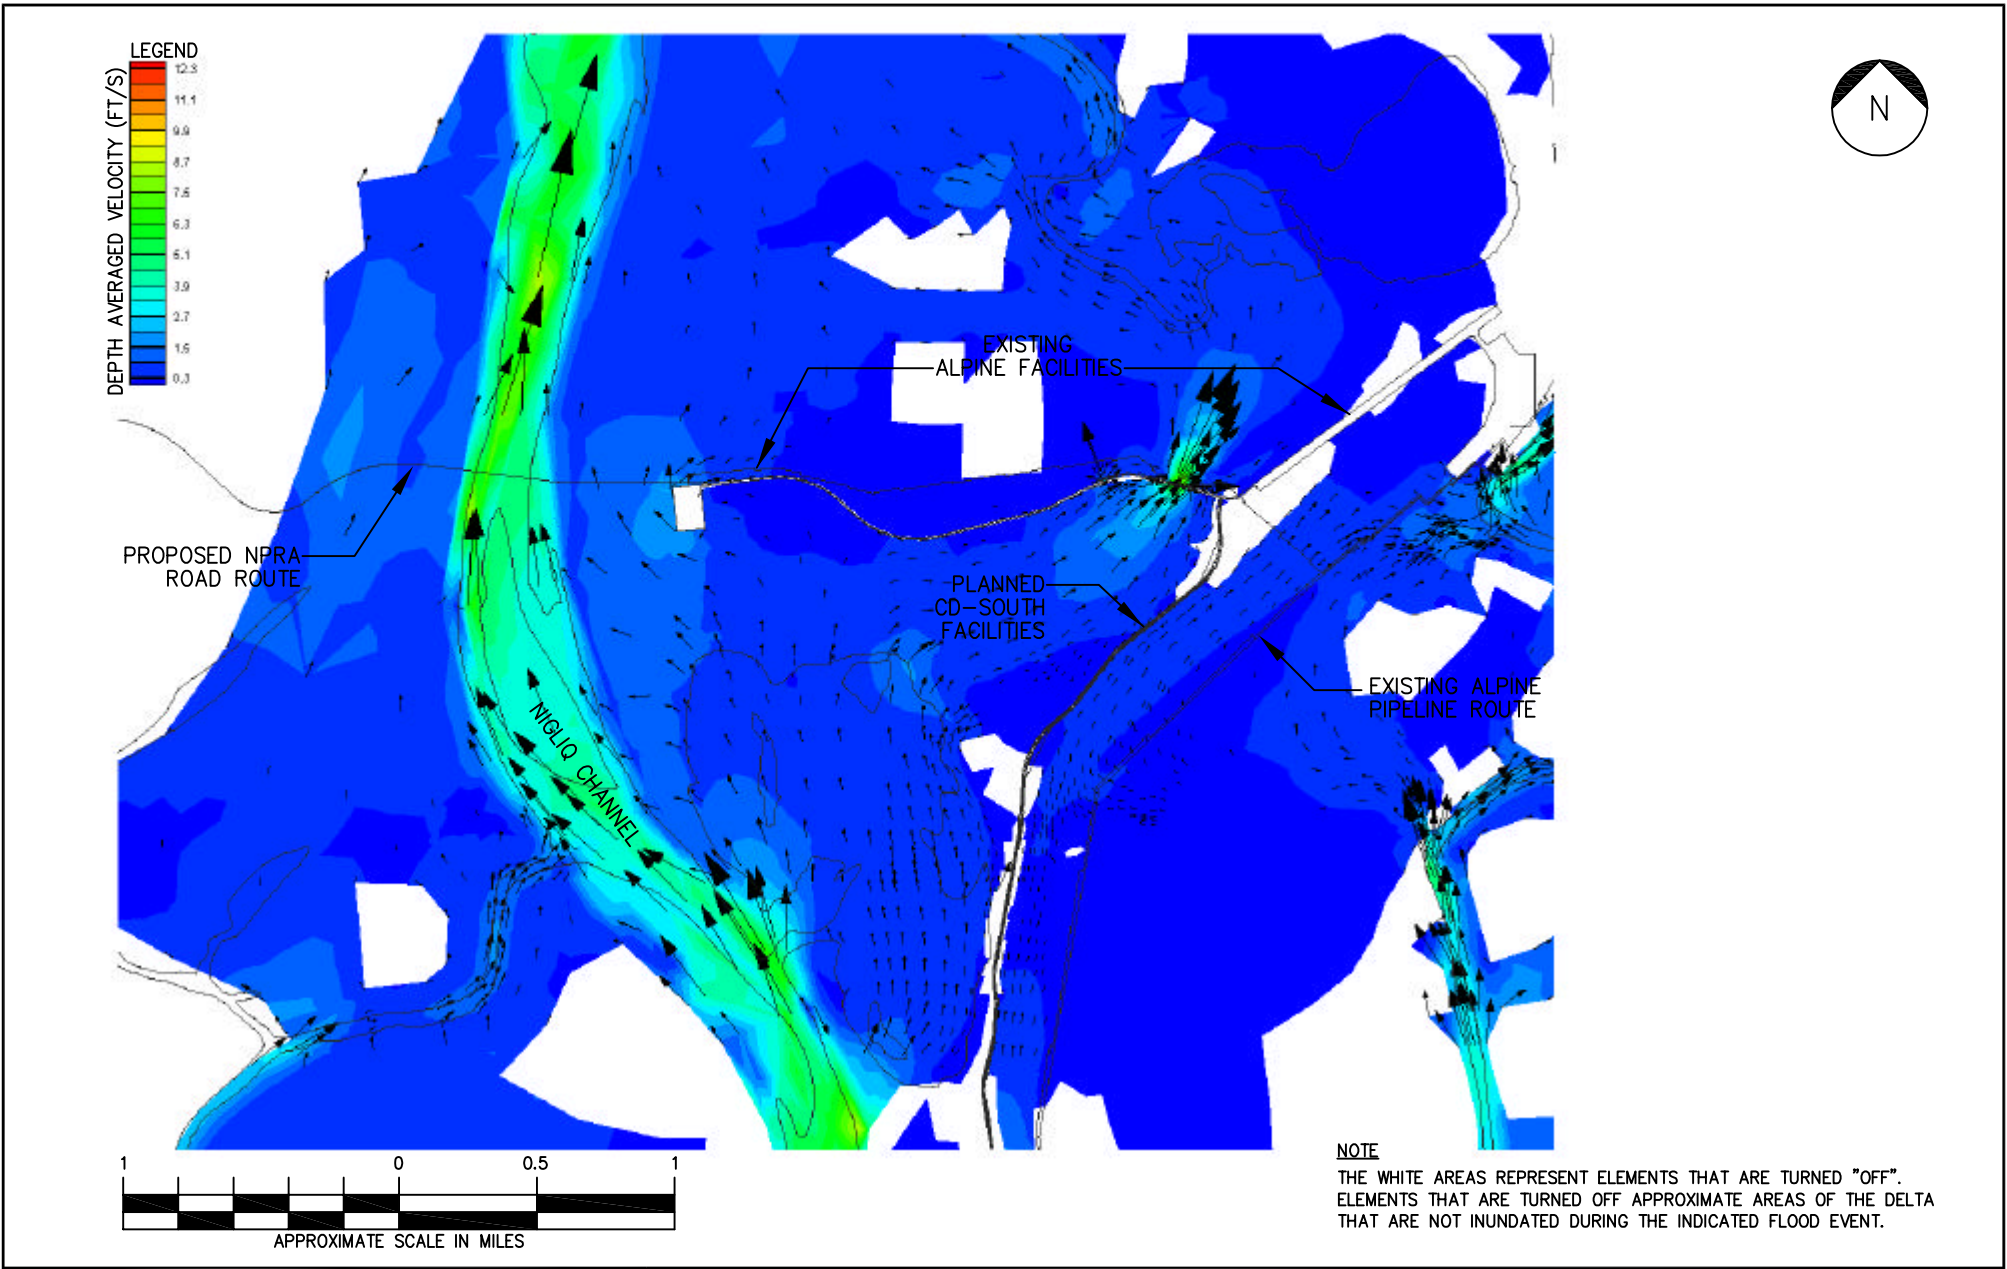 LEGEND
DEPTH AVERAGED VELOCITY (FT/S)
12.3
11.1
9.9
8.7
7.5
6.3
5.1
3.9
2.7
1.5
0.3
N
EXISTING
ALPINE FACILITIES
PROPOSED NPRA
ROAD ROUTE
PLANNED
CD-SOUTH
FACILITIES
EXISTING ALPINE
PIPELINE ROUTE
NIGLIQ CHANNEL
1 0 0.5 1
APPROXIMATE SCALE IN MILES
NOTE
THE WHITE AREAS REPRESENT ELEMENTS THAT ARE TURNED "OFF".
ELEMENTS THAT ARE TURNED OFF APPROXIMATE AREAS OF THE DELTA
THAT ARE NOT INUNDATED DURING THE INDICATED FLOOD EVENT.